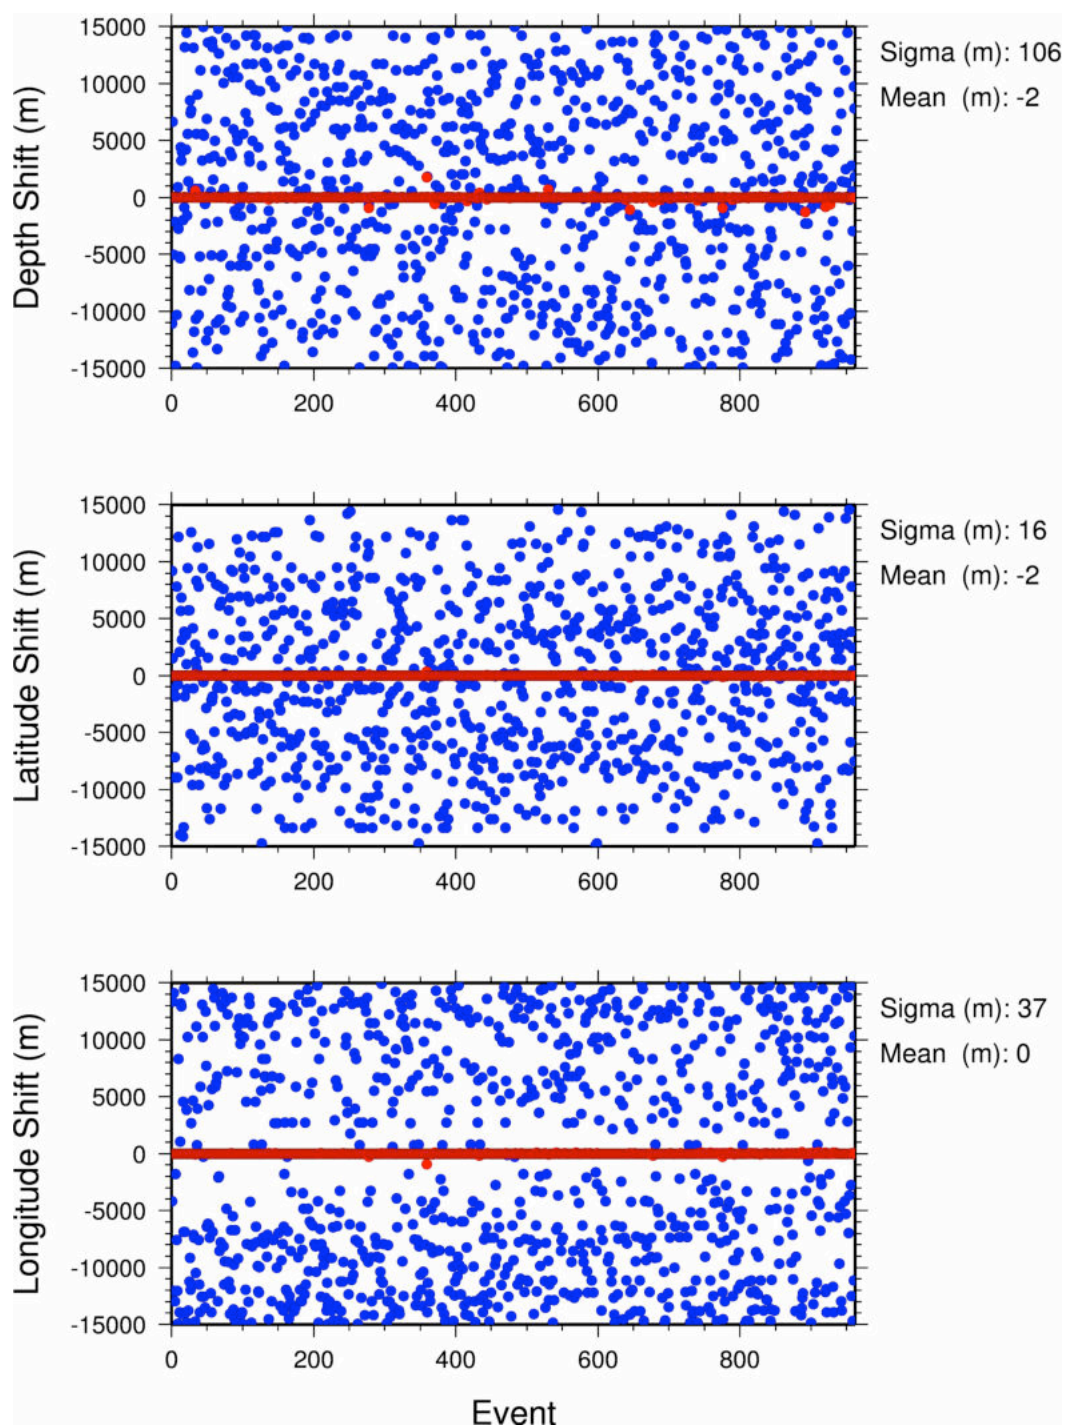 Depth Shift (m)
15000
10000
5000
0
-5000
-10000
-15000
0 200 400 600 800
Sigma (m): 106
Mean (m): -2
Latitude Shift (m)
15000
10000
5000
0
-5000
-10000
-15000
0 200 400 600 800
Sigma (m): 16
Mean (m): -2
Longitude Shift (m)
15000
10000
5000
0
-5000
-10000
-15000
0 200 400 600 800
Sigma (m): 37
Mean (m): 0
Event